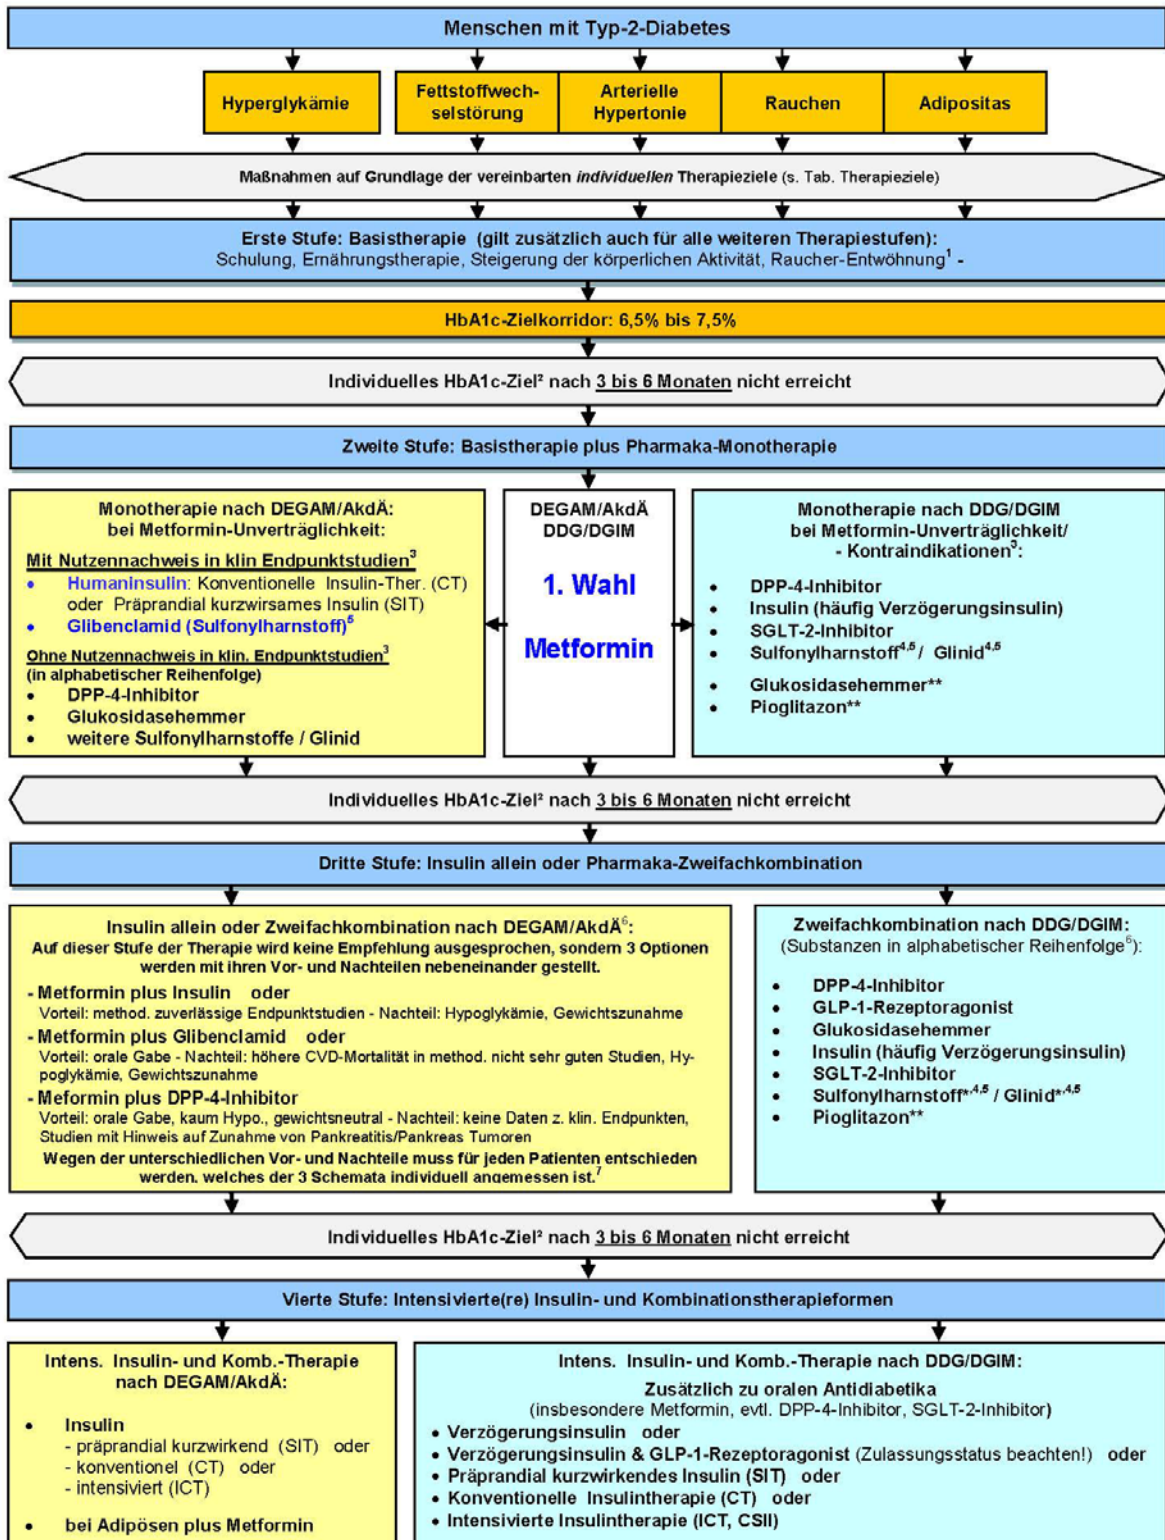 Menschen mit Typ-2-Diabetes
Hyperglykämie
Fettstoffwech-
selstörung
Arterielle
Hypertonie
Rauchen
Adipositas
Maßnahmen auf Grundlage der vereinbarten individuellen Therapieziele (s. Tab. Therapieziele)
Erste Stufe: Basistherapie (gilt zusätzlich auch für alle weiteren Therapiestufen):
Schulung, Ernährungstherapie, Steigerung der körperlichen Aktivität, Raucher-Entwöhnung¹ -
HbA1c-Zielkorridor: 6,5% bis 7,5%
Individuelles HbA1c-Ziel² nach 3 bis 6 Monaten nicht erreicht
Zweite Stufe: Basistherapie plus Pharmaka-Monotherapie
Monotherapie nach DEGAM/AkdÄ:
bei Metformin-Unverträglichkeit:
Mit Nutzennachweis in klin Endpunktstudien³
• Humaninsulin: Konventionelle Insulin-Ther. (CT)
oder Präprandial kurzwirsames Insulin (SIT)
• Glibenclamid (Sulfonylharnstoff)⁵
Ohne Nutzennachweis in klin. Endpunktstudien³
(in alphabetischer Reihenfolge)
• DPP-4-Inhibitor
• Glukosidasehemmer
• weitere Sulfonylharnstoffe / Glinid
DEGAM/AkdÄ
DDG/DGIM
1. Wahl
Metformin
Monotherapie nach DDG/DGIM
bei Metformin-Unverträglichkeit/
- Kontraindikationen³:
• DPP-4-Inhibitor
• Insulin (häufig Verzögerungsinsulin)
• SGLT-2-Inhibitor
• Sulfonylharnstoff⁴,⁵ / Glinid⁴,⁵
• Glukosidasehemmer**
• Pioglitazon**
Individuelles HbA1c-Ziel² nach 3 bis 6 Monaten nicht erreicht
Dritte Stufe: Insulin allein oder Pharmaka-Zweifachkombination
Insulin allein oder Zweifachkombination nach DEGAM/AkdÄ⁶:
Auf dieser Stufe der Therapie wird keine Empfehlung ausgesprochen, sondern 3 Optionen
werden mit ihren Vor- und Nachteilen nebeneinander gestellt.
- Metformin plus Insulin oder
Vorteil: method. zuverlässige Endpunktstudien - Nachteil: Hypoglykämie, Gewichtszunahme
- Metformin plus Glibenclamid oder
Vorteil: orale Gabe - Nachteil: höhere CVD-Mortalität in method. nicht sehr guten Studien, Hy-
poglykämie, Gewichtszunahme
- Meformin plus DPP-4-Inhibitor
Vorteil: orale Gabe, kaum Hypo., gewichtsneutral - Nachteil: keine Daten z. klin. Endpunkten,
Studien mit Hinweis auf Zunahme von Pankreatitis/Pankreas Tumoren
Wegen der unterschiedlichen Vor- und Nachteile muss für jeden Patienten entschieden
werden, welches der 3 Schemata individuell angemessen ist.⁷
Zweifachkombination nach DDG/DGIM:
(Substanzen in alphabetischer Reihenfolge⁶):
• DPP-4-Inhibitor
• GLP-1-Rezeptoragonist
• Glukosidasehemmer
• Insulin (häufig Verzögerungsinsulin)
• SGLT-2-Inhibitor
• Sulfonylharnstoff*,⁴,⁵ / Glinid*,⁴,⁵
• Pioglitazon**
Individuelles HbA1c-Ziel² nach 3 bis 6 Monaten nicht erreicht
Vierte Stufe: Intensivierte(re) Insulin- und Kombinationstherapieformen
Intens. Insulin- und Komb.-Therapie
nach DEGAM/AkdÄ:
• Insulin
- präprandial kurzwirkend (SIT) oder
- konventionel (CT) oder
- intensiviert (ICT)
• bei Adipösen plus Metformin
Intens. Insulin- und Komb.-Therapie nach DDG/DGIM:
Zusätzlich zu oralen Antidiabetika
(insbesondere Metformin, evtl. DPP-4-Inhibitor, SGLT-2-Inhibitor)
• Verzögerungsinsulin oder
• Verzögerungsinsulin & GLP-1-Rezeptoragonist (Zulassungsstatus beachten!) oder
• Präprandial kurzwirkendes Insulin (SIT) oder
• Konventionelle Insulintherapie (CT) oder
• Intensivierte Insulintherapie (ICT, CSII)